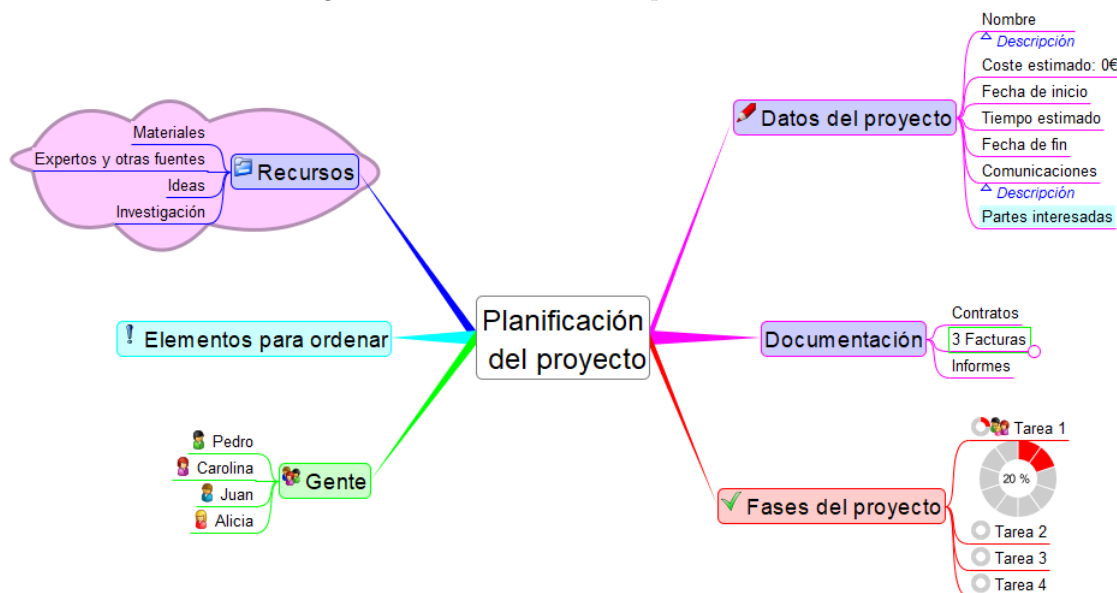 Nombre
Descripción
Coste estimado: 0€
Fecha de inicio
Tiempo estimado
Fecha de fin
Comunicaciones
Descripción
Partes interesadas
Datos del proyecto
Materiales
Expertos y otras fuentes
Ideas
Investigación
Recursos
Planificación
del proyecto
Elementos para ordenar
Documentación
Contratos
3 Facturas
Informes
Pedro
Carolina
Juan
Alicia
Gente
Fases del proyecto
Tarea 1
20 %
Tarea 2
Tarea 3
Tarea 4